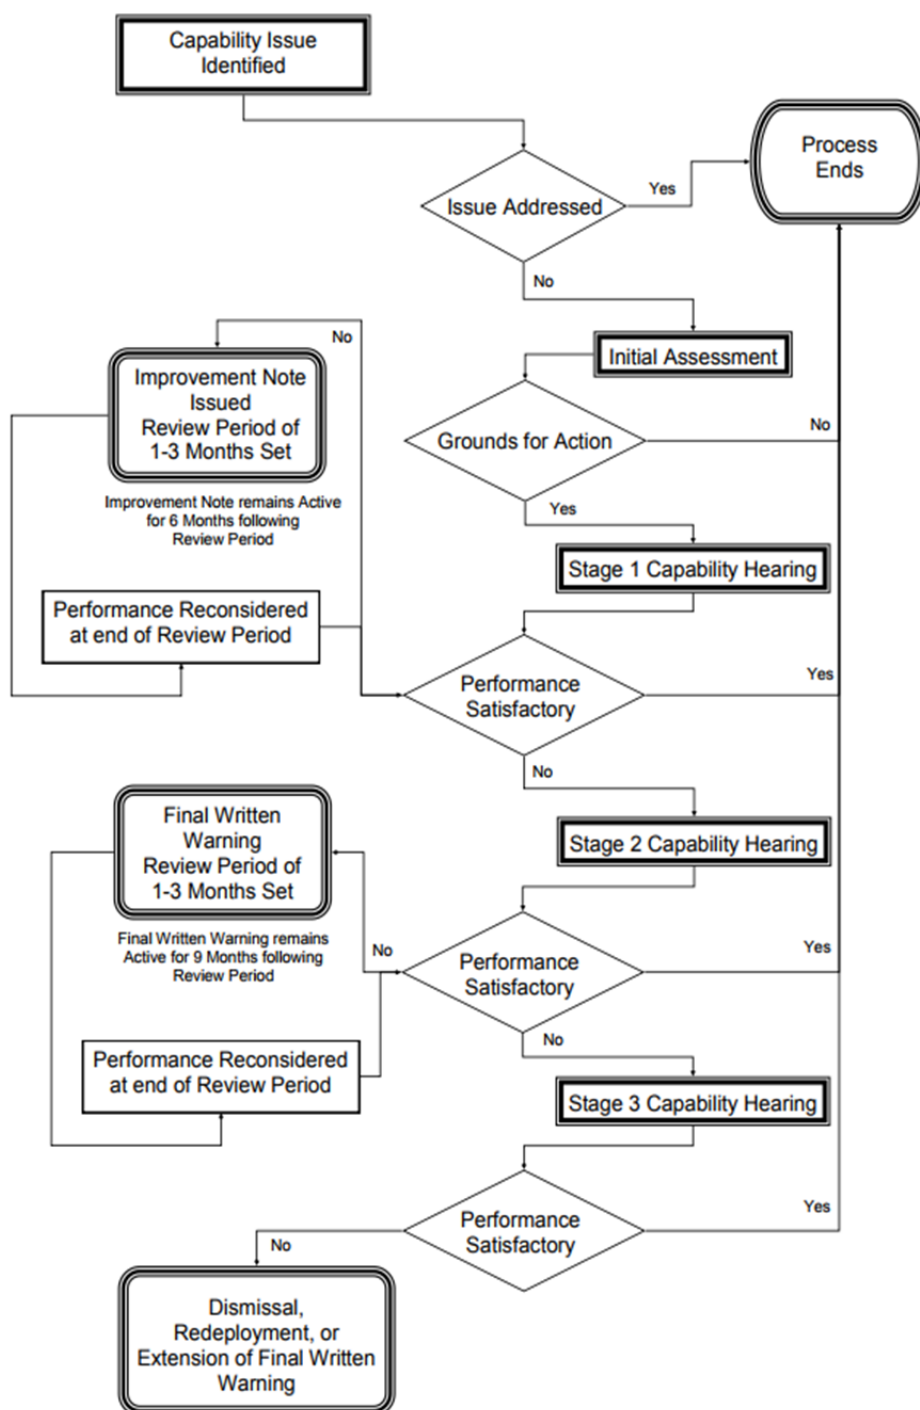 Capability Issue
Identified
Process
Ends
Issue Addressed
Yes
No
Initial Assessment
No
Improvement Note
Issued
Review Period of
1-3 Months Set
Grounds for Action
No
Improvement Note remains Active
for 6 Months following
Review Period
Yes
Stage 1 Capability Hearing
Performance Reconsidered
at end of Review Period
Performance
Satisfactory
Yes
No
Final Written
Warning
Review Period of
1-3 Months Set
Stage 2 Capability Hearing
Final Written Warning remains
Active for 9 Months following
Review Period
No
Performance
Satisfactory
Yes
No
Performance Reconsidered
at end of Review Period
Stage 3 Capability Hearing
Performance
Satisfactory
Yes
No
Dismissal,
Redeployment, or
Extension of Final Written
Warning